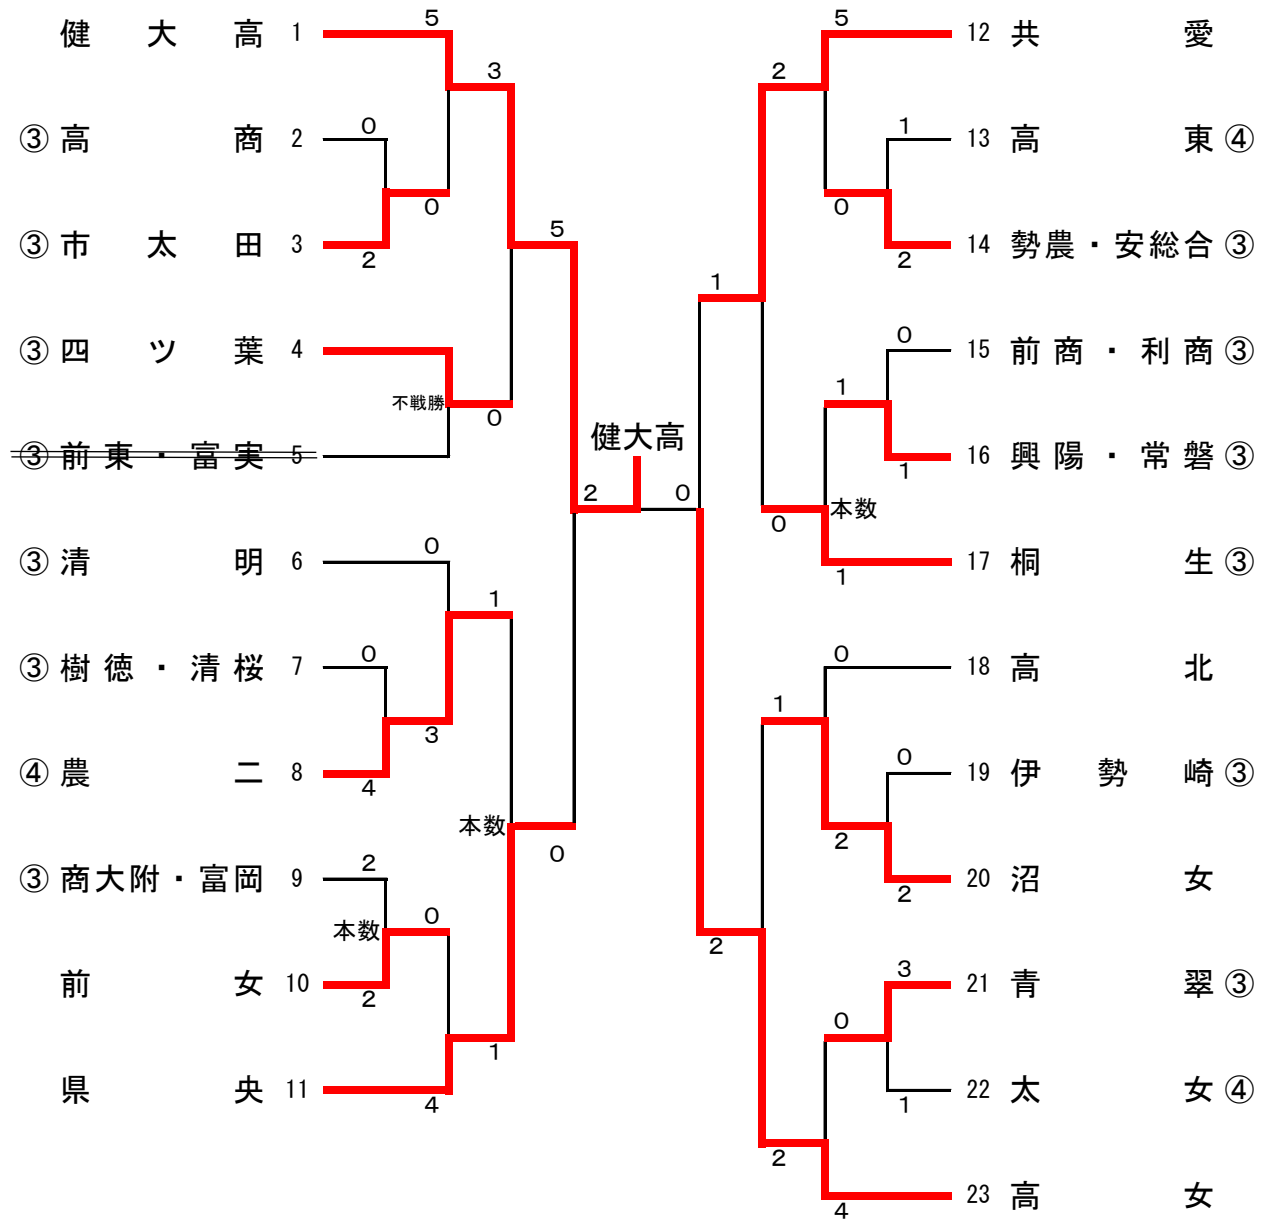 健大高 1
③ 高商 2
③ 市太田 3
③ 四ツ葉 4
③ 前東・富実 5
③ 清明 6
③ 樹徳・清桜 7
④ 農二 8
③ 商大附・富岡 9
前女 10
県央 11
5
0
2
0
3
不戦勝
0
5
0
0
4
3
1
2
本数
2
0
4
1
本数
0
2
健大高
0
1
2
2
5
0
1
2
0
本数
1
0
1
1
1
0
2
0
2
2
0
3
1
4
12 共愛
13 高東 ④
14 勢農・安総合 ③
15 前商・利商 ③
16 興陽・常磐 ③
17 桐生 ③
18 高北
19 伊勢崎 ③
20 沼女
21 青翠 ③
22 太女 ④
23 高女